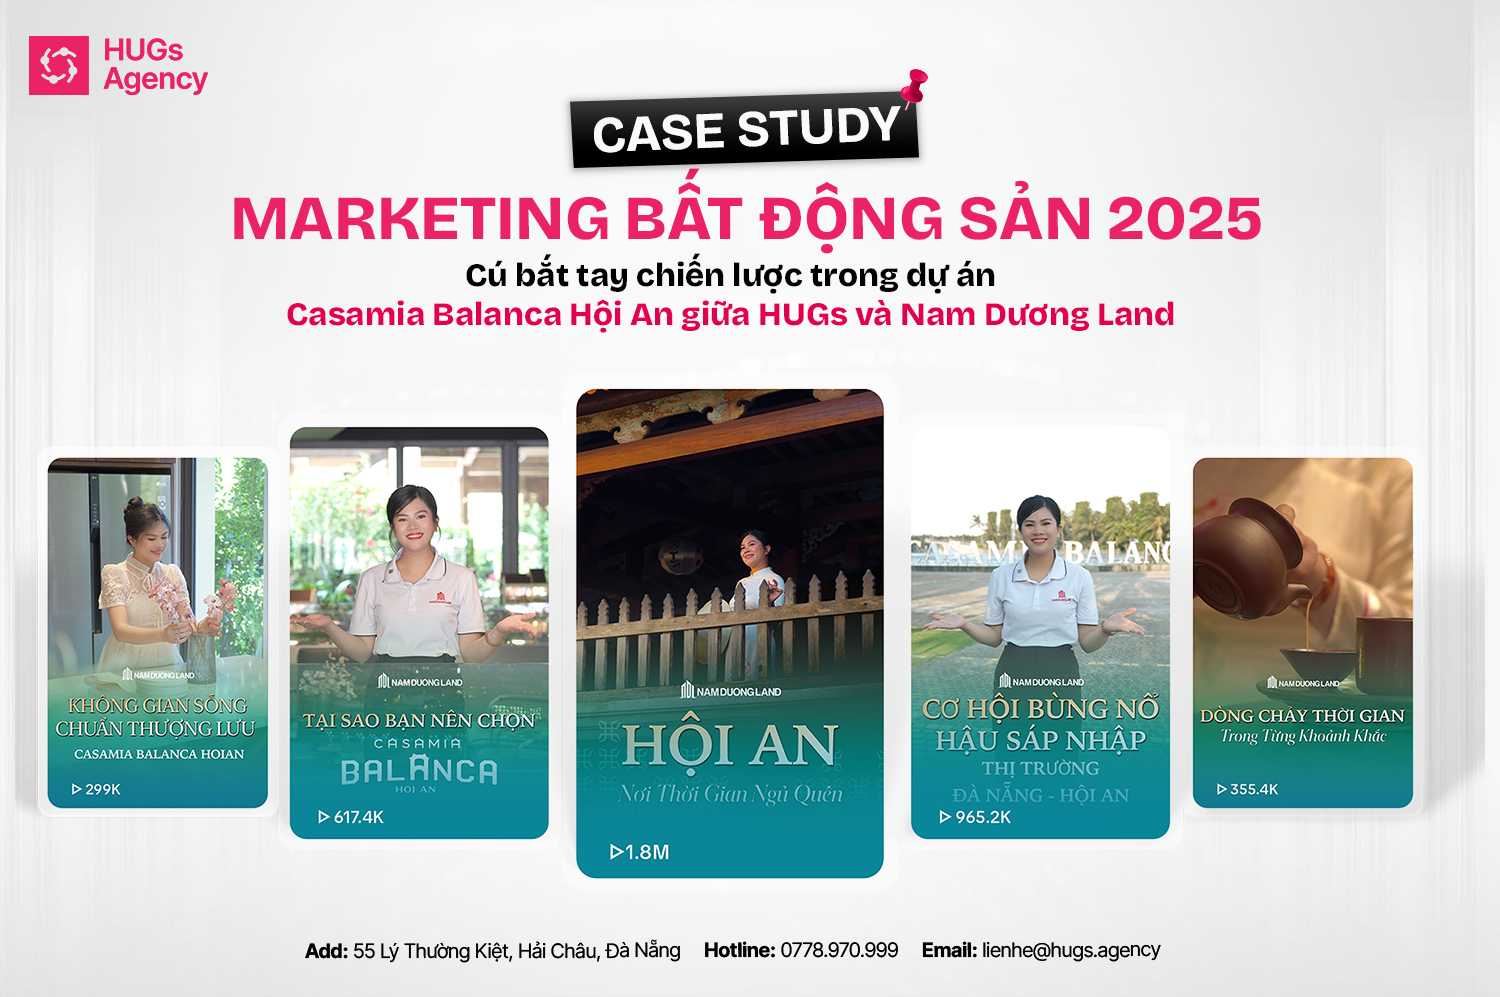 HUGs
Agency
CASE STUDY
MARKETING BẤT ĐỘNG SẢN 2025
Cú bắt tay chiến lược trong dự án
Casamia Balanca Hội An giữa HUGs và Nam Dương Land
NAM DUONG LAND
KHÔNG GIAN SỐNG
CHUẨN THƯỢNG LƯU
CASAMIA BALANCA HOIAN
299K
NAM DUONG LAND
TẠI SAO BẠN NÊN CHỌN
CASAMIA
BALANCA
HOI AN
617.4K
NAM DUONG LAND
HỘI AN
Nơi Thời Gian Ngủ Quên
1.8M
CASAMIA BALANC
NAM DUONG LAND
CƠ HỘI BÙNG NỔ
HẬU SÁP NHẬP
THỊ TRƯỜNG
ĐÀ NẴNG - HỘI AN
965.2K
NAM DUONG LAND
DÒNG CHẢY THỜI GIAN
Trong Từng Khoảnh Khắc
355.4K
Add: 55 Lý Thường Kiệt, Hải Châu, Đà Nẵng Hotline: 0778.970.999 Email: lienhe@hugs.agency